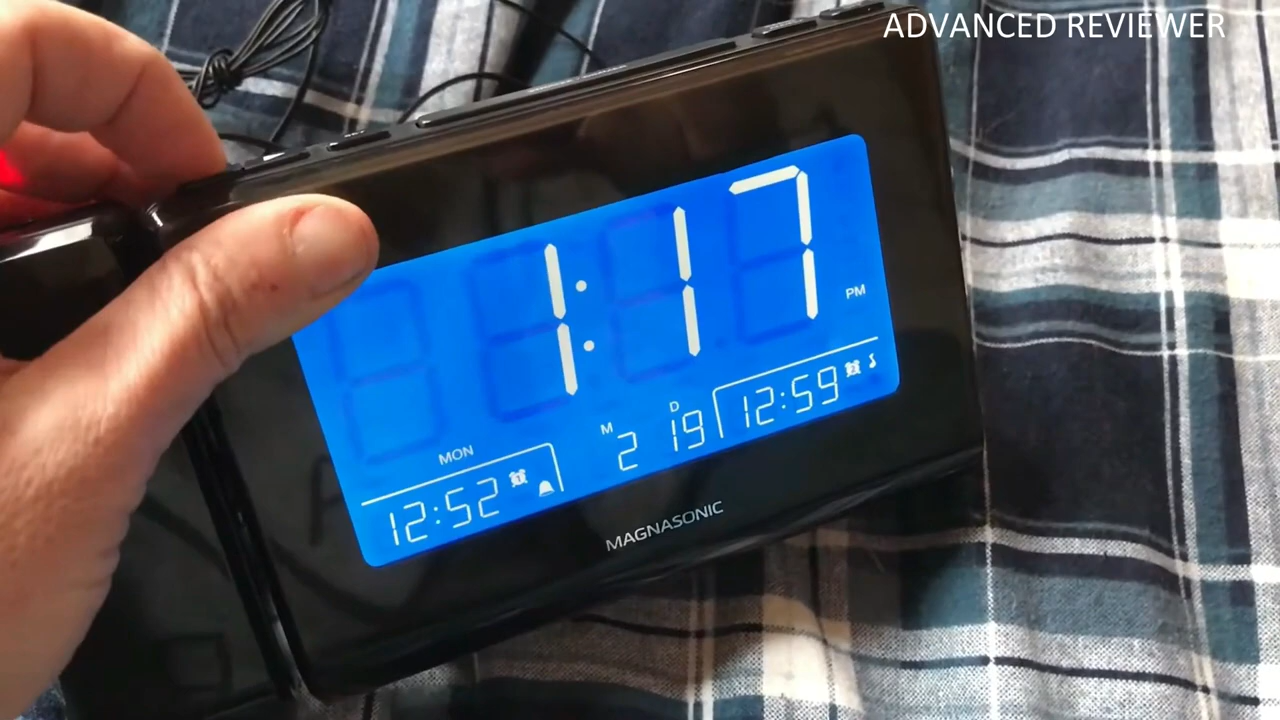 ADVANCED REVIEWER
1:17
PM
MON
12:52
M
2
D
19
12:59
MAGNASONIC